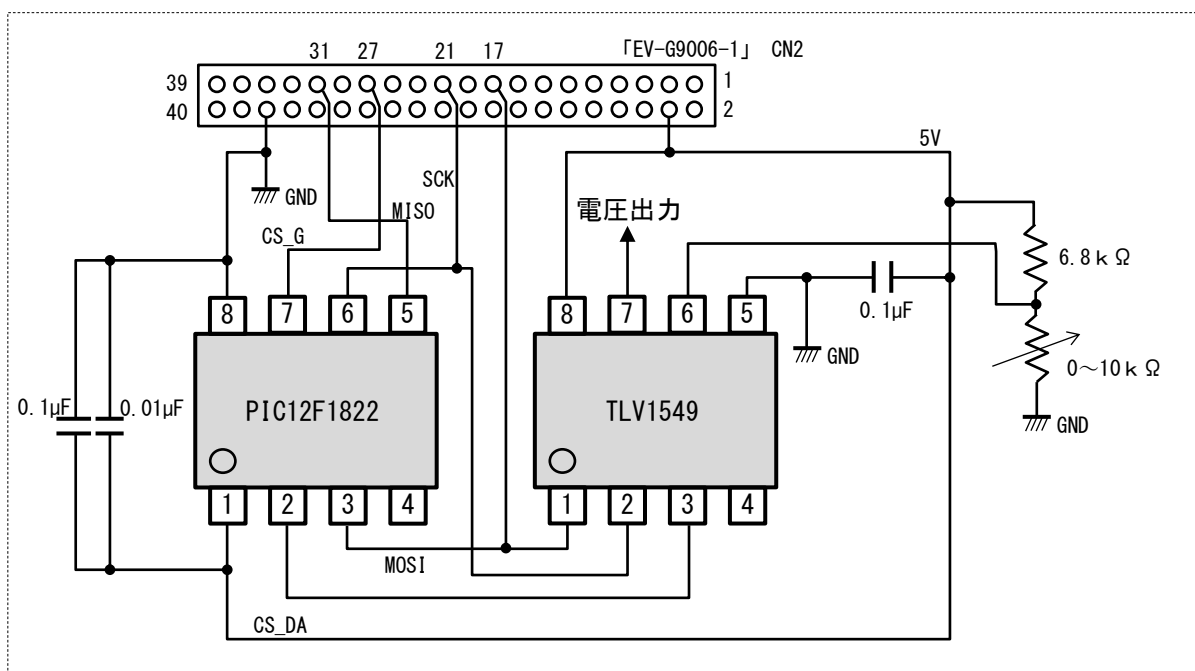 31 27 21 17 「EV-G9006-1」 CN2
39 1
40 2
5V
SCK
GND
MISO
電圧出力
CS_G
6.8kΩ
8 7 6 5 8 7 6 5
0.1μF
GND
0~10kΩ
0.1μF 0.01μF PIC12F1822 TLV1549
GND
1 2 3 4 1 2 3 4
MOSI
CS_DA